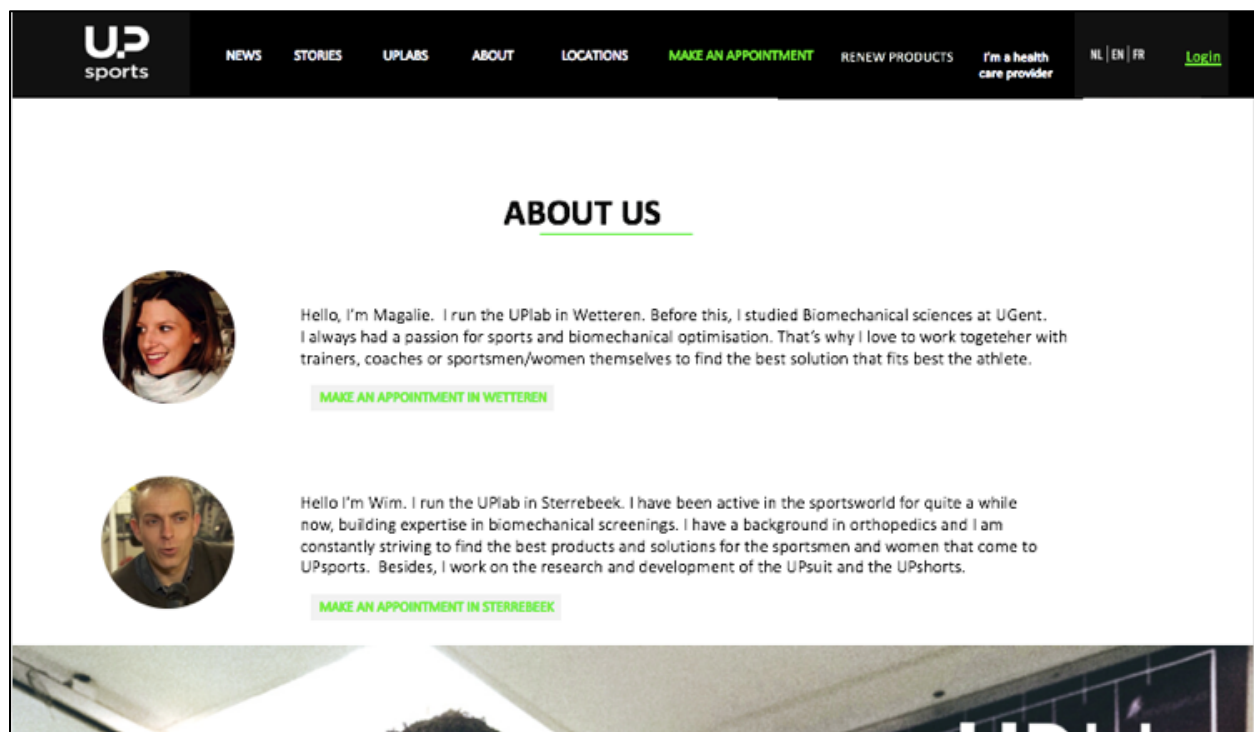 UP
sports
NEWS STORIES UPLABS ABOUT LOCATIONS MAKE AN APPOINTMENT RENEW PRODUCTS I'm a health care provider NL | EN | FR Login
ABOUT US
Hello, I'm Magalie. I run the UPlab in Wetteren. Before this, I studied Biomechanical sciences at UGent.
I always had a passion for sports and biomechanical optimisation. That's why I love to work togeteher with
trainers, coaches or sportsmen/women themselves to find the best solution that fits best the athlete.
MAKE AN APPOINTMENT IN WETTEREN
Hello I'm Wim. I run the UPlab in Sterrebeek. I have been active in the sportsworld for quite a while
now, building expertise in biomechanical screenings. I have a background in orthopedics and I am
constantly striving to find the best products and solutions for the sportsmen and women that come to
UPsports. Besides, I work on the research and development of the UPsuit and the UPshorts.
MAKE AN APPOINTMENT IN STERREBEEK